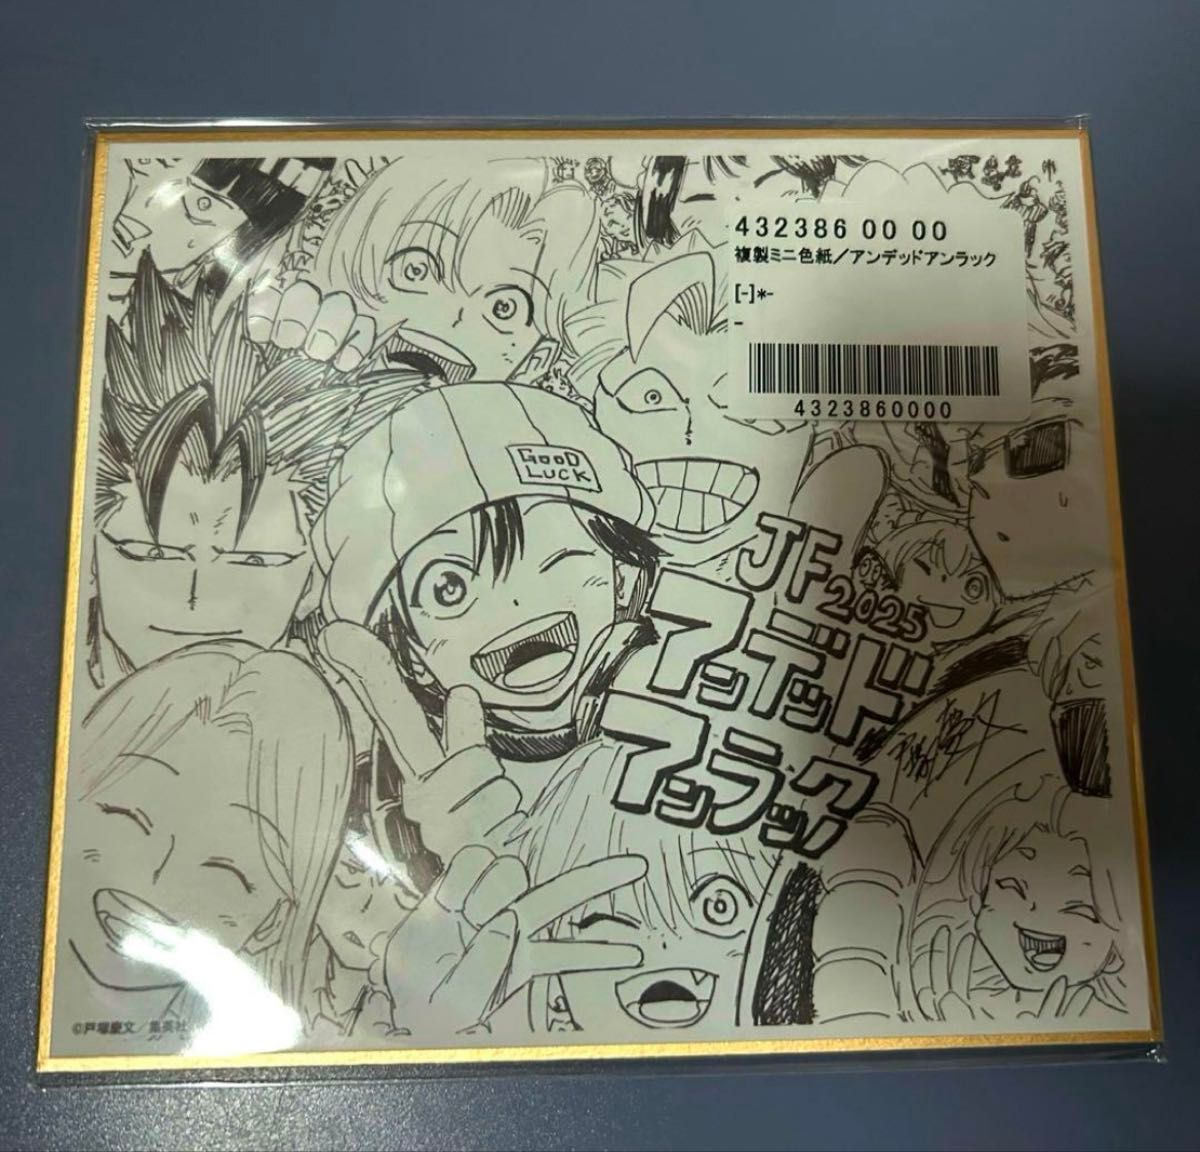 432386 00 00
複製ミニ色紙／アンデッドアンラック
[-]*-
-
4323860000
GOOD
LUCK
JF2025
アンデッド
アンラック
©戸塚慶文／集英社